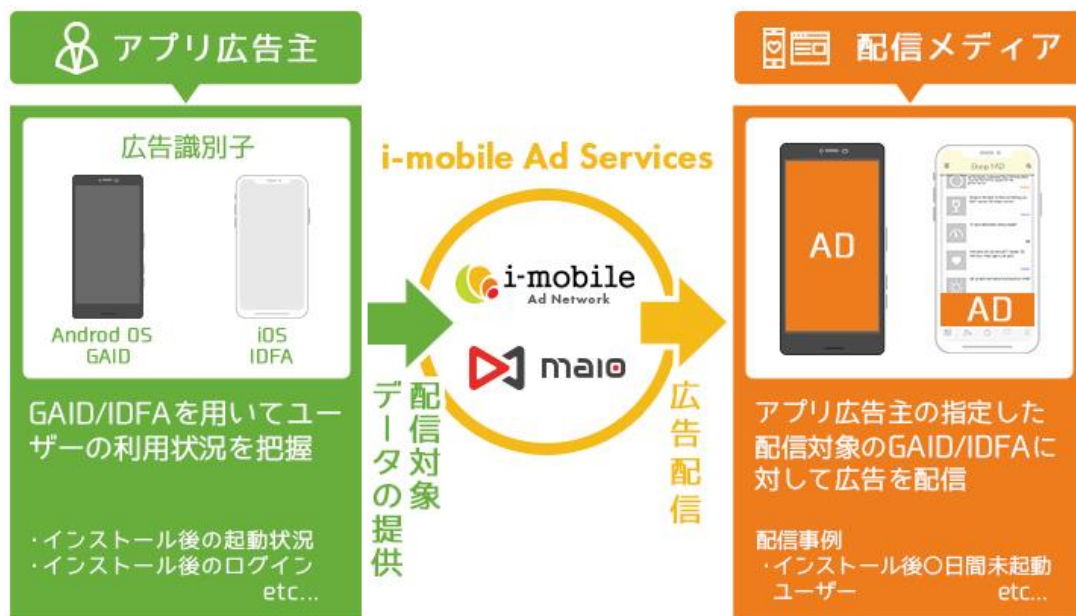 アプリ広告主
広告識別子
Androd OS
GAID
iOS
IDFA
GAID/IDFAを用いてユー
ザーの利用状況を把握
・インストール後の起動状況
・インストール後のログイン
etc...
i-mobile Ad Services
i-mobile
Ad Network
maio
配信対象
データの提供
広告配信
配信メディア
AD
AD
アプリ広告主の指定した
配信対象のGAID/IDFAに
対して広告を配信
配信事例
・インストール後〇日間未起動
ユーザー etc...